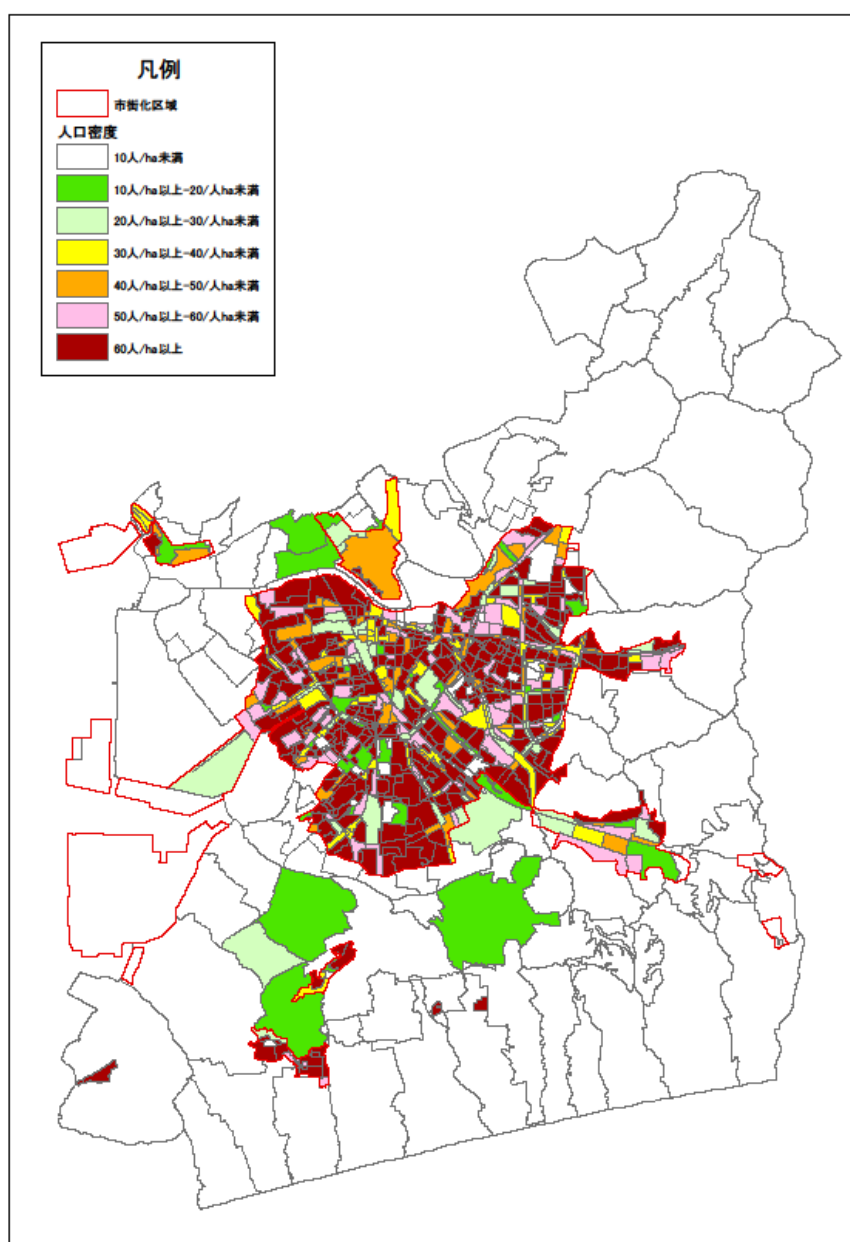 凡例
市街化区域
人口密度
10人/ha未満
10人/ha以上-20/人ha未満
20人/ha以上-30/人ha未満
30人/ha以上-40/人ha未満
40人/ha以上-50/人ha未満
50人/ha以上-60/人ha未満
60人/ha以上